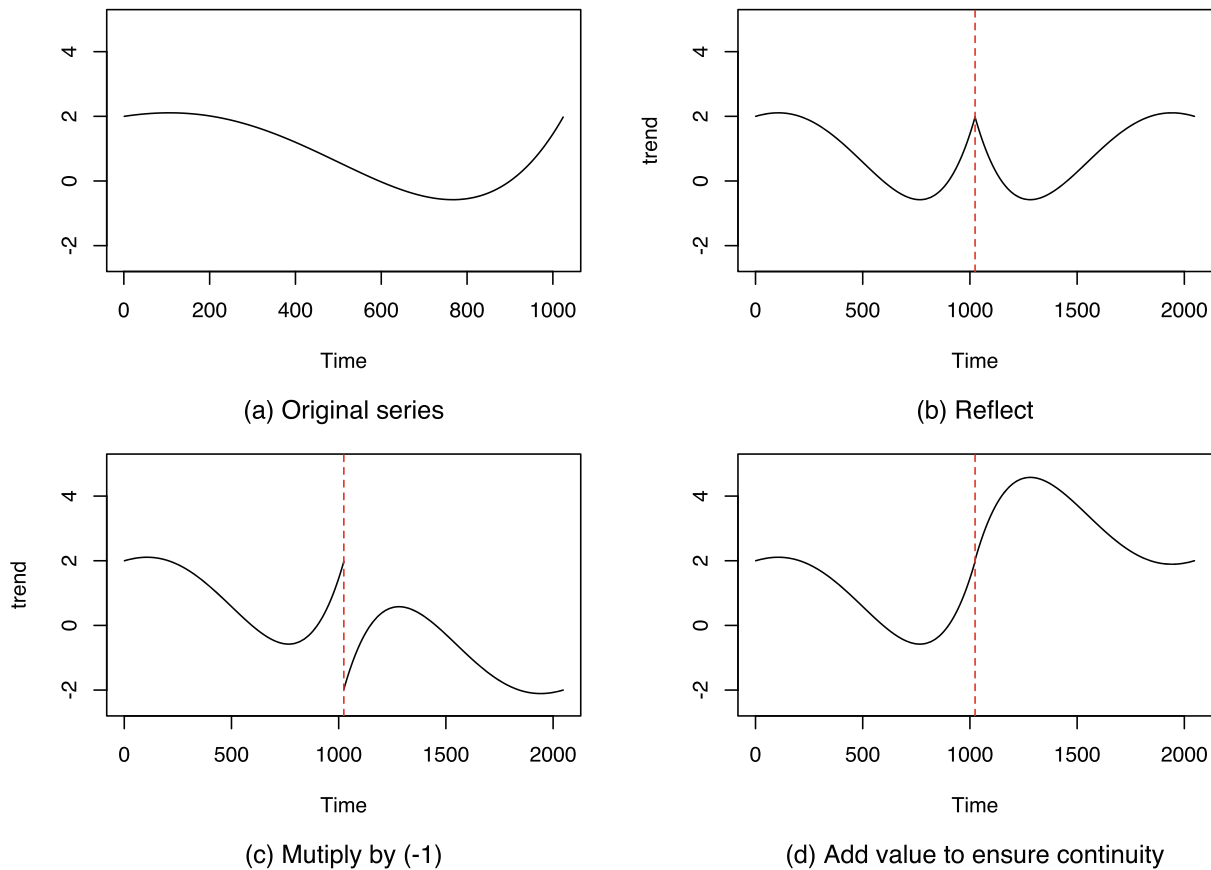 4
2
0
-2
0 200 400 600 800 1000
Time
(a) Original series
trend
4
2
0
-2
0 500 1000 1500 2000
Time
(b) Reflect
trend
4
2
0
-2
0 500 1000 1500 2000
Time
(c) Mutiply by (-1)
4
2
0
-2
0 500 1000 1500 2000
Time
(d) Add value to ensure continuity